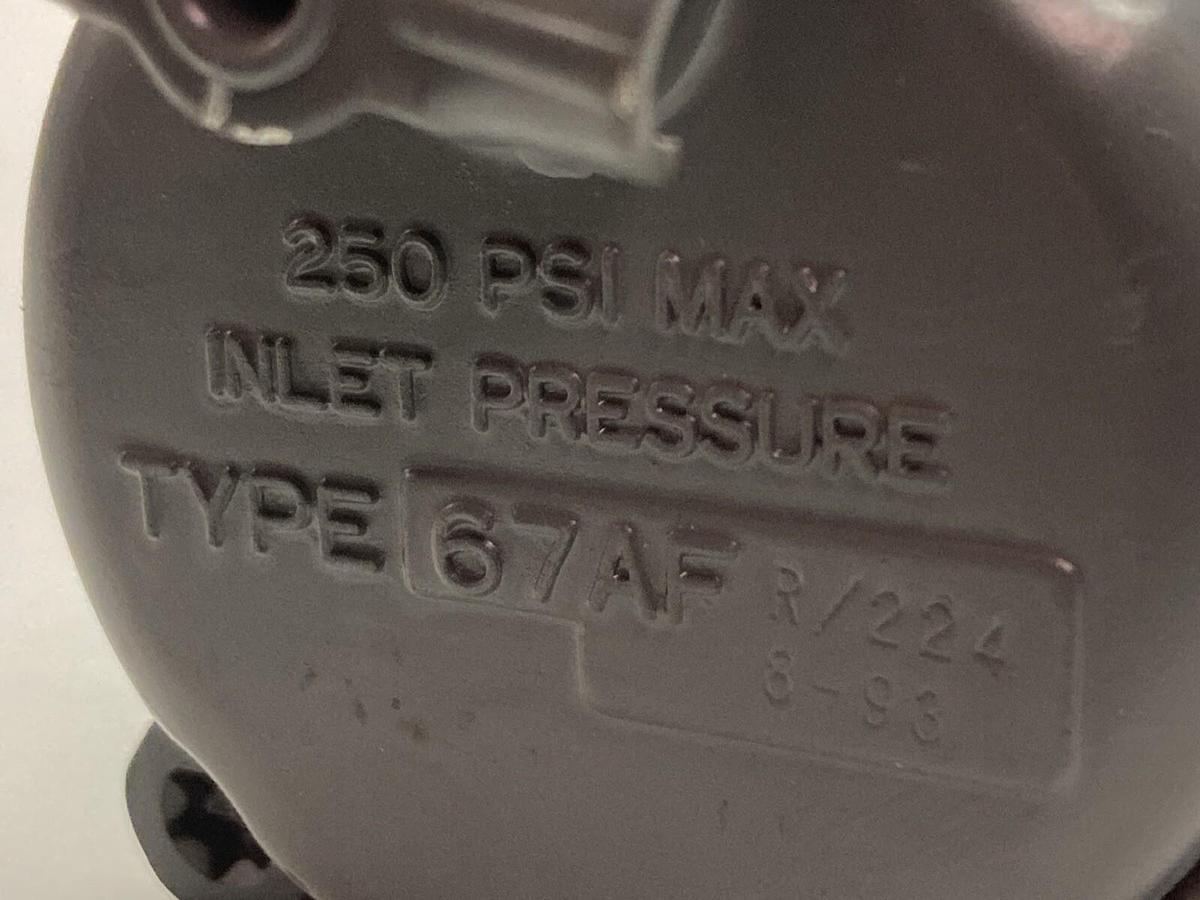 250 PSI MAX
INLET PRESSURE
TYPE 67AF R/224
8-93